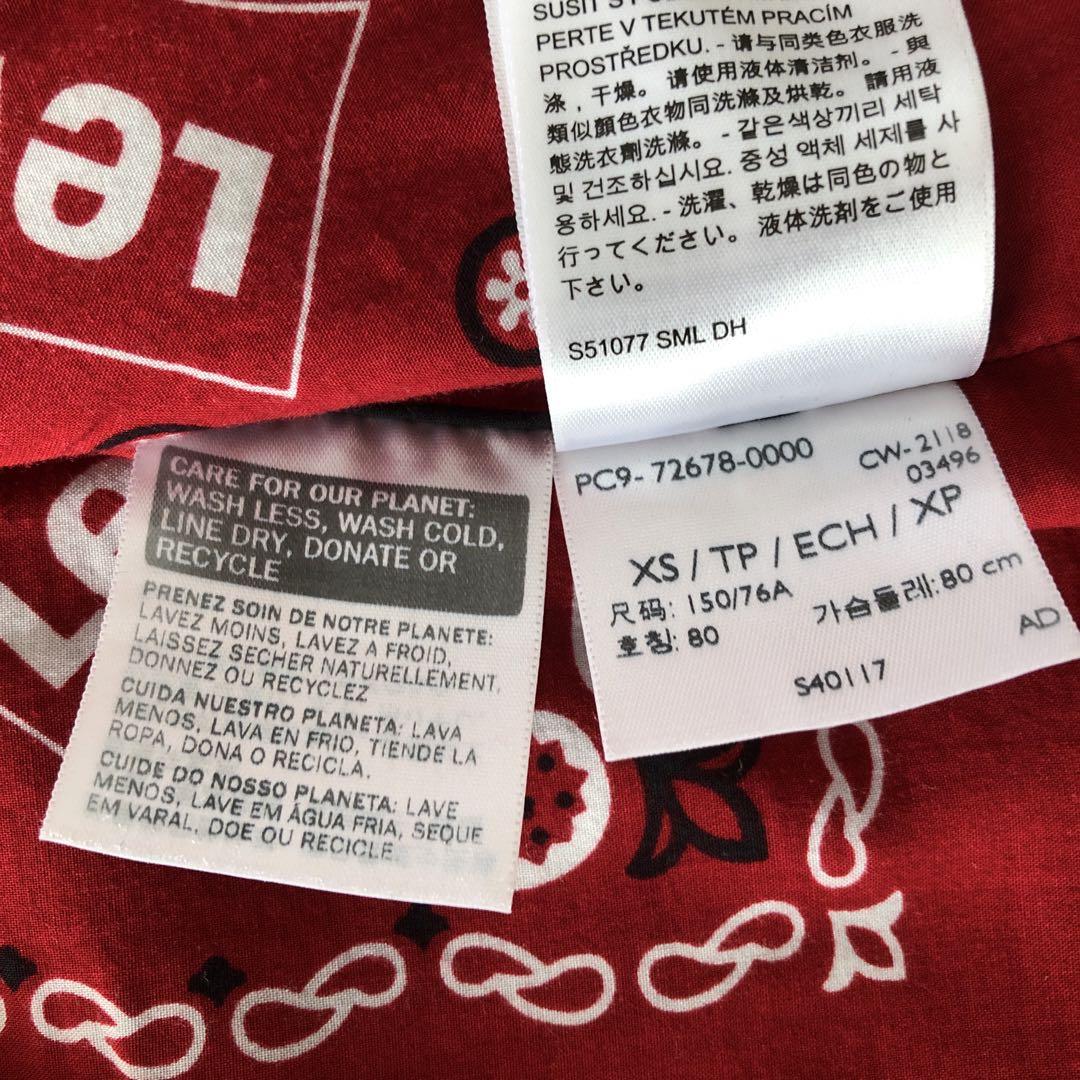 PERTE V TEKUTÉM PRACÍM
PROSTŘEDKU. - 请与同类色衣服洗
涤，干燥。 请使用液体清洁剂。 - 與
類似顏色衣物同洗滌及烘乾。 請用液
態洗衣劑洗滌。 - 같은색상끼리 세탁
및 건조하십시요. 중성 액체 세제를 사
용하세요. - 洗濯、乾燥は同色の物と
行ってください。 液体洗剤をご使用
下さい。
S51077 SML DH
Le
CARE FOR OUR PLANET:
WASH LESS, WASH COLD,
LINE DRY, DONATE OR
RECYCLE
PRENEZ SOIN DE NOTRE PLANETE:
LAVEZ MOINS, LAVEZ A FROID,
LAISSEZ SECHER NATURELLEMENT,
DONNEZ OU RECYCLEZ
CUIDA NUESTRO PLANETA: LAVA
MENOS, LAVA EN FRIO, TIENDE LA
ROPA, DONA O RECICLA.
CUIDE DO NOSSO PLANETA: LAVE
MENOS, LAVE EM ÁGUA FRIA, SEQUE
EM VARAL, DOE OU RECICLE
PC9- 72678-0000
CW- 2118
03496
XS / TP / ECH / XP
尺码: 150/76A
가슴둘레: 80 cm
호칭: 80
AD
S40117